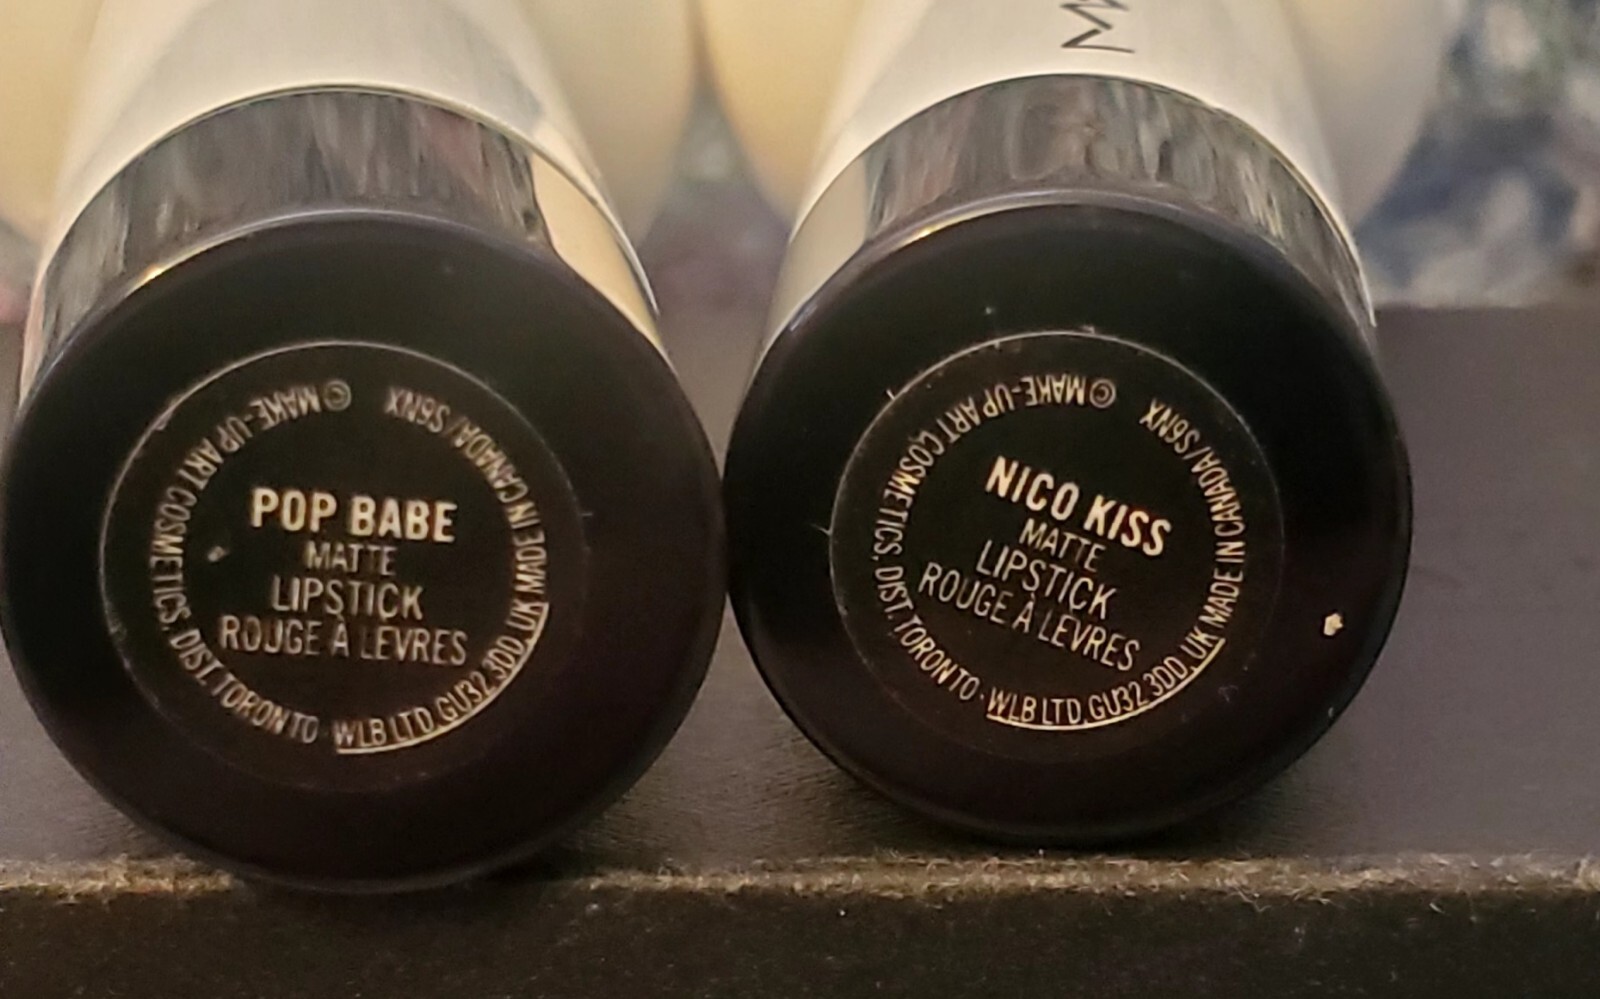 POP BABE
MATTE
LIPSTICK
ROUGE À LEVRES
© MAKE-UP ART COSMETICS, DIST. TORONTO · WLB LTD, GU32 3DD, UK MADE IN CANADA / S6NX
MA
NICO KISS
MATTE
LIPSTICK
ROUGE À LEVRES
© MAKE-UP ART COSMETICS, DIST. TORONTO · WLB LTD, GU32 3DD, UK MADE IN CANADA / S6NX